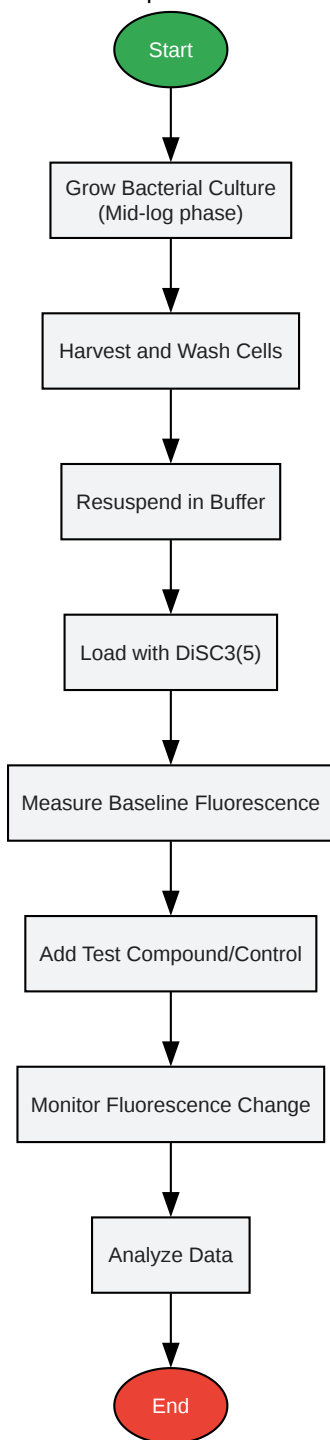 Start
Grow Bacterial Culture
(Mid-log phase)
Harvest and Wash Cells
Resuspend in Buffer
Load with DiSC3(5)
Measure Baseline Fluorescence
Add Test Compound/Control
Monitor Fluorescence Change
Analyze Data
End